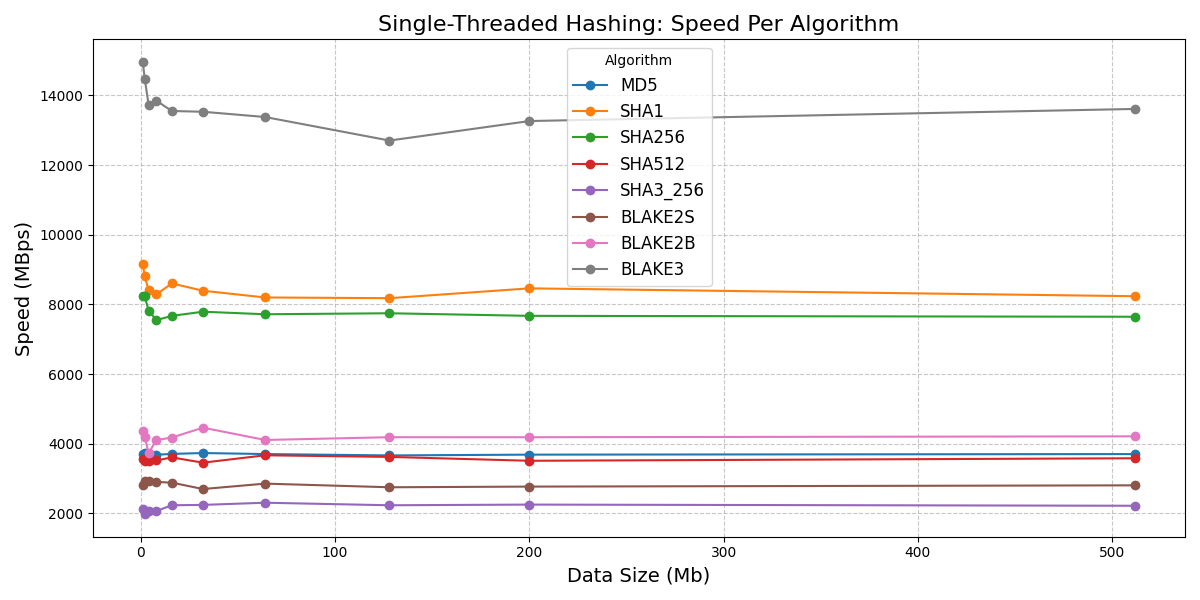 Single-Threaded Hashing: Speed Per Algorithm
Speed (MBps)
14000
12000
10000
8000
6000
4000
2000
Algorithm
MD5
SHA1
SHA256
SHA512
SHA3_256
BLAKE2S
BLAKE2B
BLAKE3
0 100 200 300 400 500
Data Size (Mb)